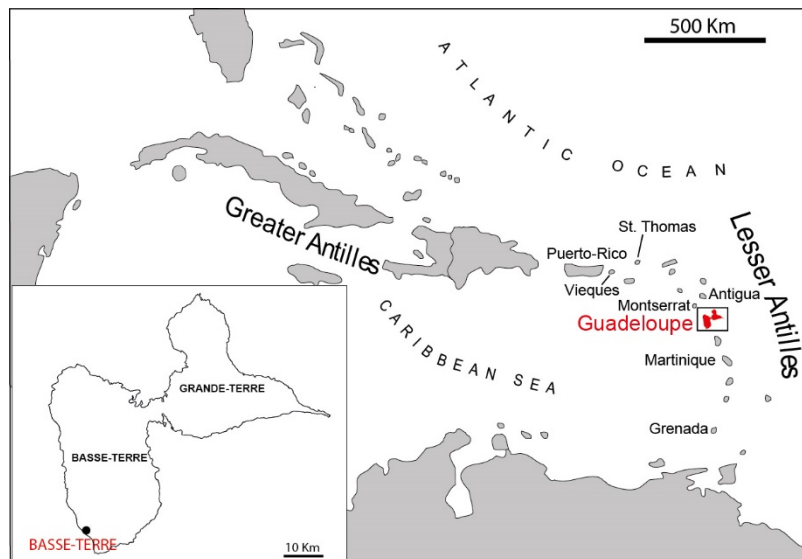 500 Km
ATLANTIC OCEAN
Greater Antilles
Lesser Antilles
St. Thomas
Puerto-Rico
Vieques
Antigua
Montserrat
Guadeloupe
CARIBBEAN SEA
Martinique
Grenada
GRANDE-TERRE
BASSE-TERRE
BASSE-TERRE
10 Km